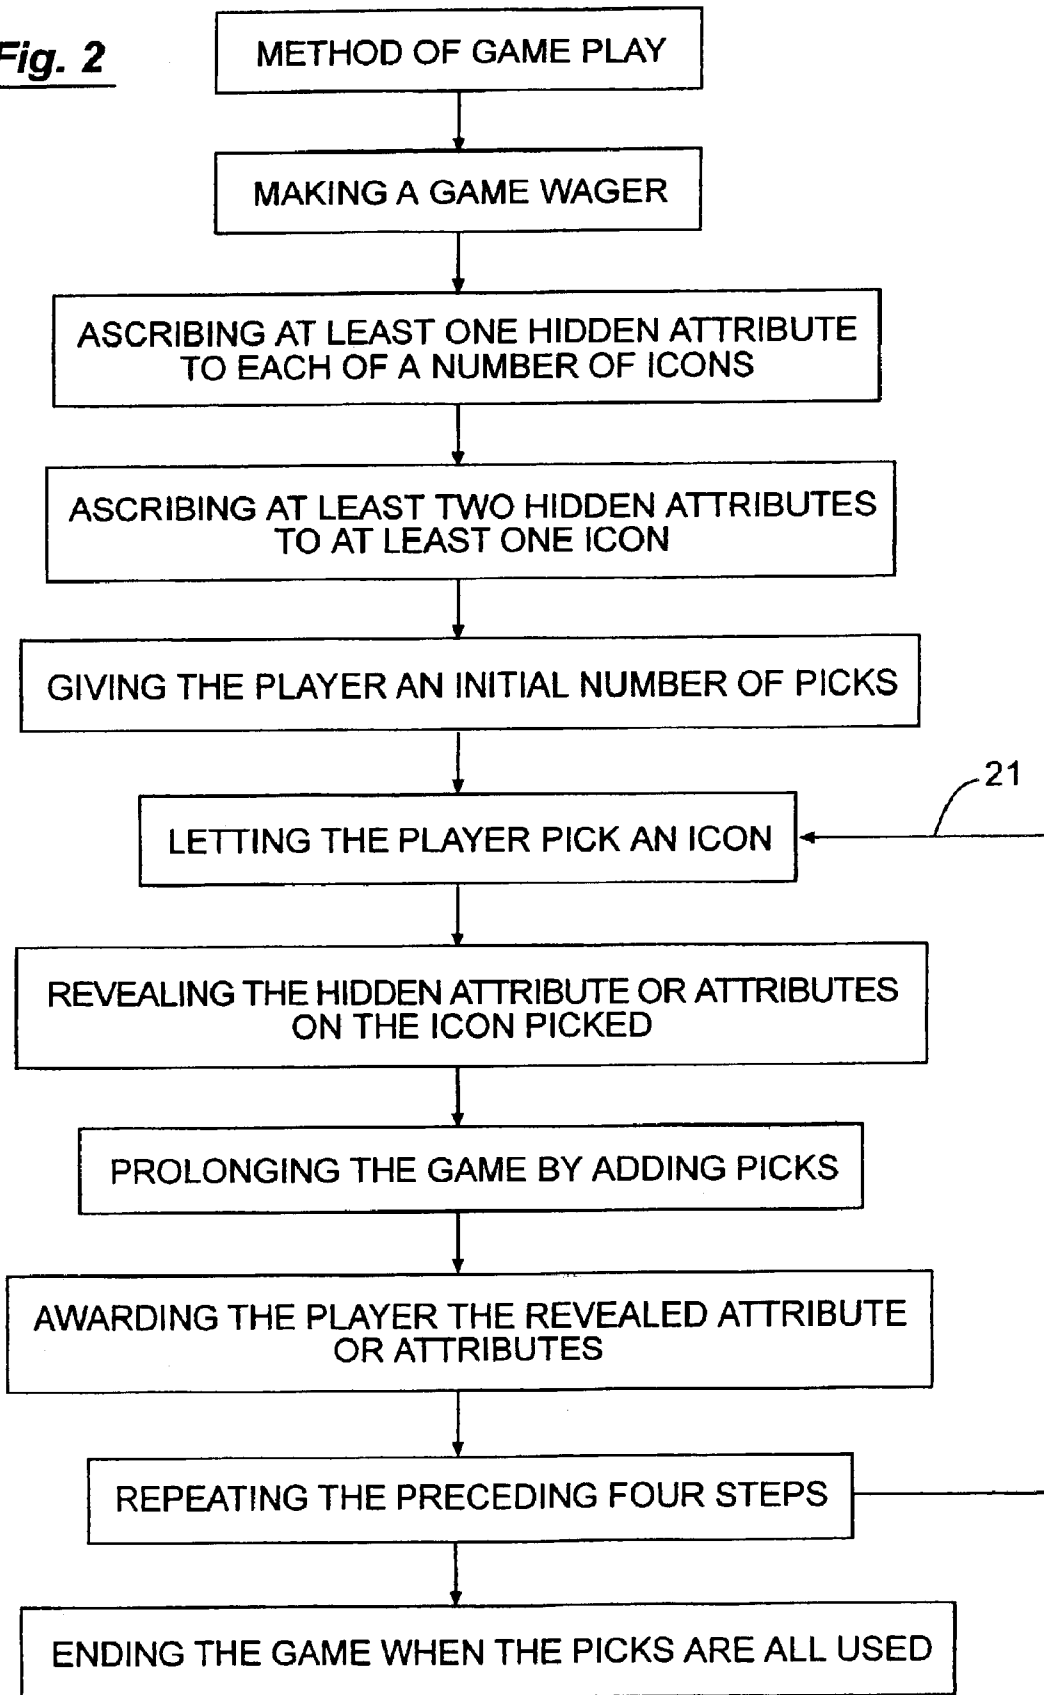 Fig. 2
METHOD OF GAME PLAY
MAKING A GAME WAGER
ASCRIBING AT LEAST ONE HIDDEN ATTRIBUTE
TO EACH OF A NUMBER OF ICONS
ASCRIBING AT LEAST TWO HIDDEN ATTRIBUTES
TO AT LEAST ONE ICON
GIVING THE PLAYER AN INITIAL NUMBER OF PICKS
21
LETTING THE PLAYER PICK AN ICON
REVEALING THE HIDDEN ATTRIBUTE OR ATTRIBUTES
ON THE ICON PICKED
PROLONGING THE GAME BY ADDING PICKS
AWARDING THE PLAYER THE REVEALED ATTRIBUTE
OR ATTRIBUTES
REPEATING THE PRECEDING FOUR STEPS
ENDING THE GAME WHEN THE PICKS ARE ALL USED